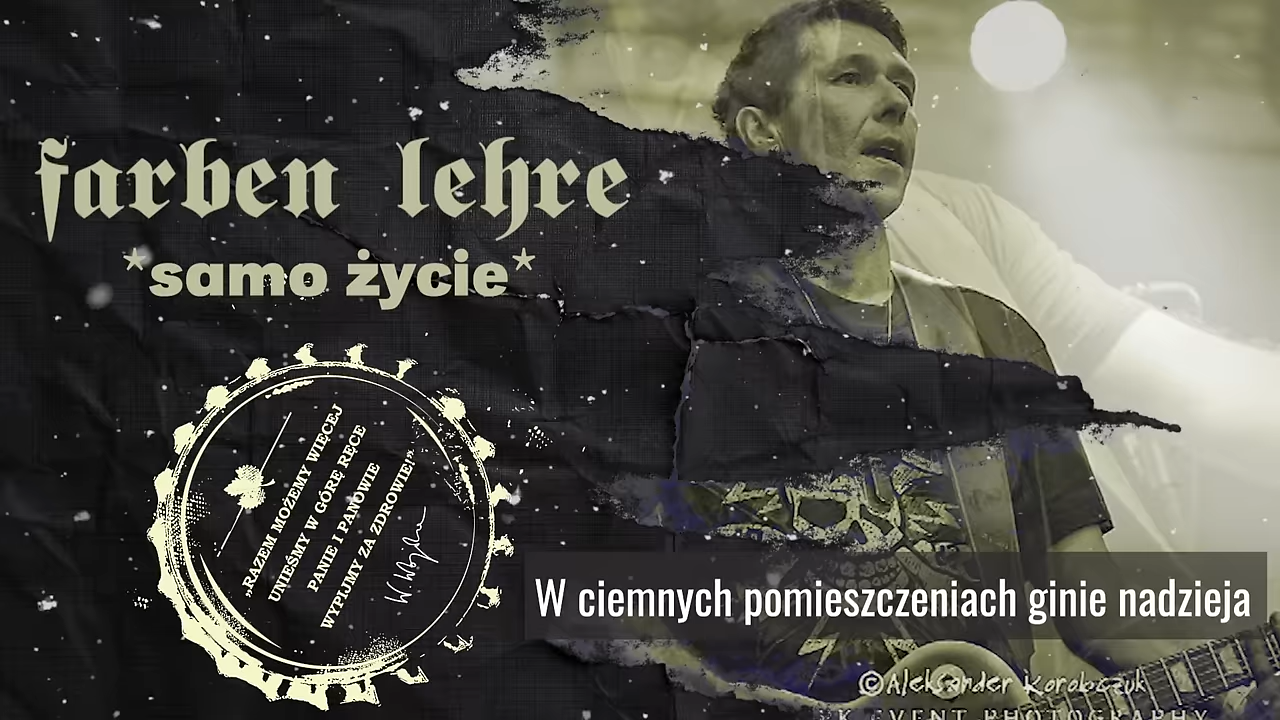 farben lehre
*samo życie*
„RAZEM MOŻEMY WIĘCEJ
UNIEŚMY W GÓRĘ RĘCE
PANIE I PANOWIE
WYPIJMY ZA ZDROWIE!”
W ciemnych pomieszczeniach ginie nadzieja
©Aleksander Korobczuk
K EVENT PHOTOGRAPHY